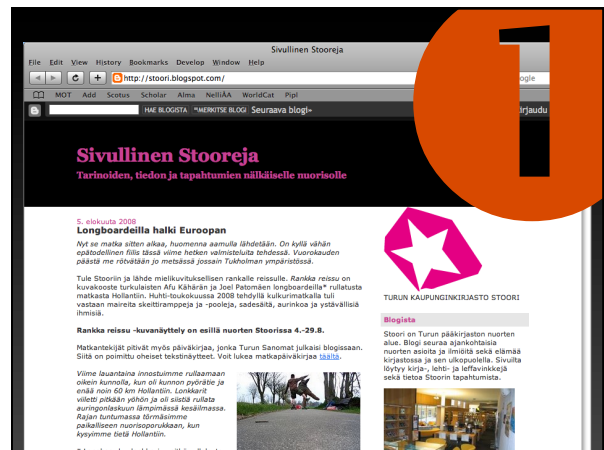 1
Sivullinen Stooreja
File Edit View History Bookmarks Develop Window Help
http://stoori.blogspot.com/
MOT Add Scotus Scholar Alma NelliÅA WorldCat Pipl
HAE BLOGISTA MERKITSE BLOGI Seuraava blogi»
Sivullinen Stooreja
Tarinoiden, tiedon ja tapahtumien nälkäiselle nuorisolle
5. elokuuta 2008
Longboardeilla halki Euroopan
Nyt se matka sitten alkaa, huomenna aamulla lähdetään. On kyllä vähän
epätodellinen fiilis tässä viime hetken valmisteluita tehdessä. Vuorokauden
päästä me rötvätään jo metsässä jossain Tukholman ympäristössä.
Tule Stooriin ja lähde mielikuvituksellisen rankalle reissulle. Rankka reissu on
kuvakooste turkulaisten Afu Kähärän ja Joel Patomäen longboardeilla* rullatusta
matkasta Hollantiin. Huhti-toukokuussa 2008 tehdyllä kulkurimatkalla tuli
vastaan maireita skeittiramppeja ja -pooleja, sadesäitä, aurinkoa ja ystävällisiä
ihmisiä.
Rankka reissu -kuvanäyttely on esillä nuorten Stoorissa 4.-29.8.
Matkantekijät pitivät myös päiväkirjaa, jonka Turun Sanomat julkaisi blogissaan.
Siitä on poimittu oheiset tekstinäytteet. Voit lukea matkapäiväkirjaa täältä.
Viime lauantaina innostuimme rullaamaan
oikein kunnolla, kun oli kunnon pyörätie ja
enää noin 60 km Hollantiin. Lonkkarit
viiletti pitkään yöhön ja oli siistiä rullata
auringonlaskuun lämpimässä kesäilmassa.
Rajan tuntumassa törmäsimme
paikalliseen nuorisoporukkaan, kun
kysyimme tietä Hollantiin.
TURUN KAUPUNGINKIRJASTO STOORI
Blogista
Stoori on Turun pääkirjaston nuorten
alue. Blogi seuraa ajankohtaisia
nuorten asioita ja ilmiöitä sekä elämää
kirjastossa ja sen ulkopuolella. Sivuilta
löytyy kirja-, lehti- ja leffavinkkejä
sekä tietoa Stoorin tapahtumista.